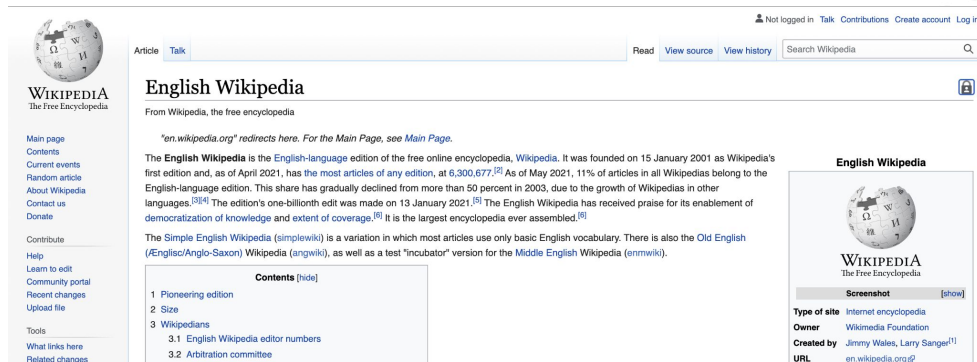 Not logged in Talk Contributions Create account Log in
Article Talk Read View source View history Search Wikipedia
WIKIPEDIA
The Free Encyclopedia
Main page
Contents
Current events
Random article
About Wikipedia
Contact us
Donate
Contribute
Help
Learn to edit
Community portal
Recent changes
Upload file
Tools
What links here
Related changes
English Wikipedia
From Wikipedia, the free encyclopedia
"en.wikipedia.org" redirects here. For the Main Page, see Main Page.
The English Wikipedia is the English-language edition of the free online encyclopedia, Wikipedia. It was founded on 15 January 2001 as Wikipedia's
first edition and, as of April 2021, has the most articles of any edition, at 6,300,677.[2] As of May 2021, 11% of articles in all Wikipedias belong to the
English-language edition. This share has gradually declined from more than 50 percent in 2003, due to the growth of Wikipedias in other
languages.[3][4] The edition's one-billionth edit was made on 13 January 2021.[5] The English Wikipedia has received praise for its enablement of
democratization of knowledge and extent of coverage.[6] It is the largest encyclopedia ever assembled.[6]
The Simple English Wikipedia (simplewiki) is a variation in which most articles use only basic English vocabulary. There is also the Old English
(Ænglisc/Anglo-Saxon) Wikipedia (angwiki), as well as a test "incubator" version for the Middle English Wikipedia (enmwiki).
Contents [hide]
1 Pioneering edition
2 Size
3 Wikipedians
3.1 English Wikipedia editor numbers
3.2 Arbitration committee
English Wikipedia
WIKIPEDIA
The Free Encyclopedia
Screenshot [show]
Type of site Internet encyclopedia
Owner Wikimedia Foundation
Created by Jimmy Wales, Larry Sanger[1]
URL en.wikipedia.org